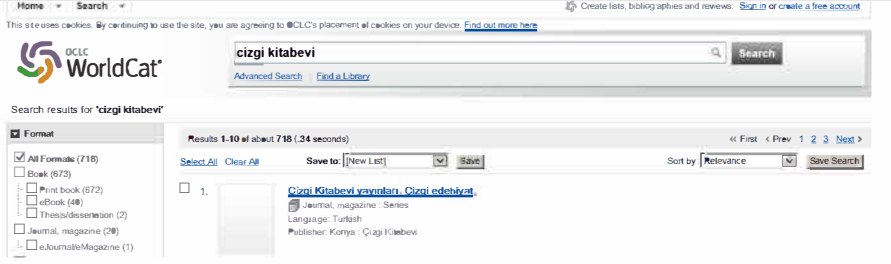 Home Search Create lists, bibliographies and reviews: Sign in or create a free account
This site uses cookies. By continuing to use the site, you are agreeing to OCLC's placement of cookies on your device. Find out more here
OCLC
WorldCat
cizgi kitabevi Search
Advanced Search Find a Library
Search results for 'cizgi kitabevi'
Format
All Formats (718)
Book (673)
Print book (672)
eBook (40)
Thesis/dissertation (2)
Journal, magazine (20)
eJournal/eMagazine (1)
Results 1-10 of about 718 (.34 seconds) << First < Prev 1 2 3 Next >
Select All Clear All Save to: [New List] Save Sort by: Relevance Save Search
1. Çizgi Kitabevi yayınları. Çizgi edebiyat.
Journal, magazine : Series
Language: Turkish
Publisher: Konya : Çizgi Kitabevi